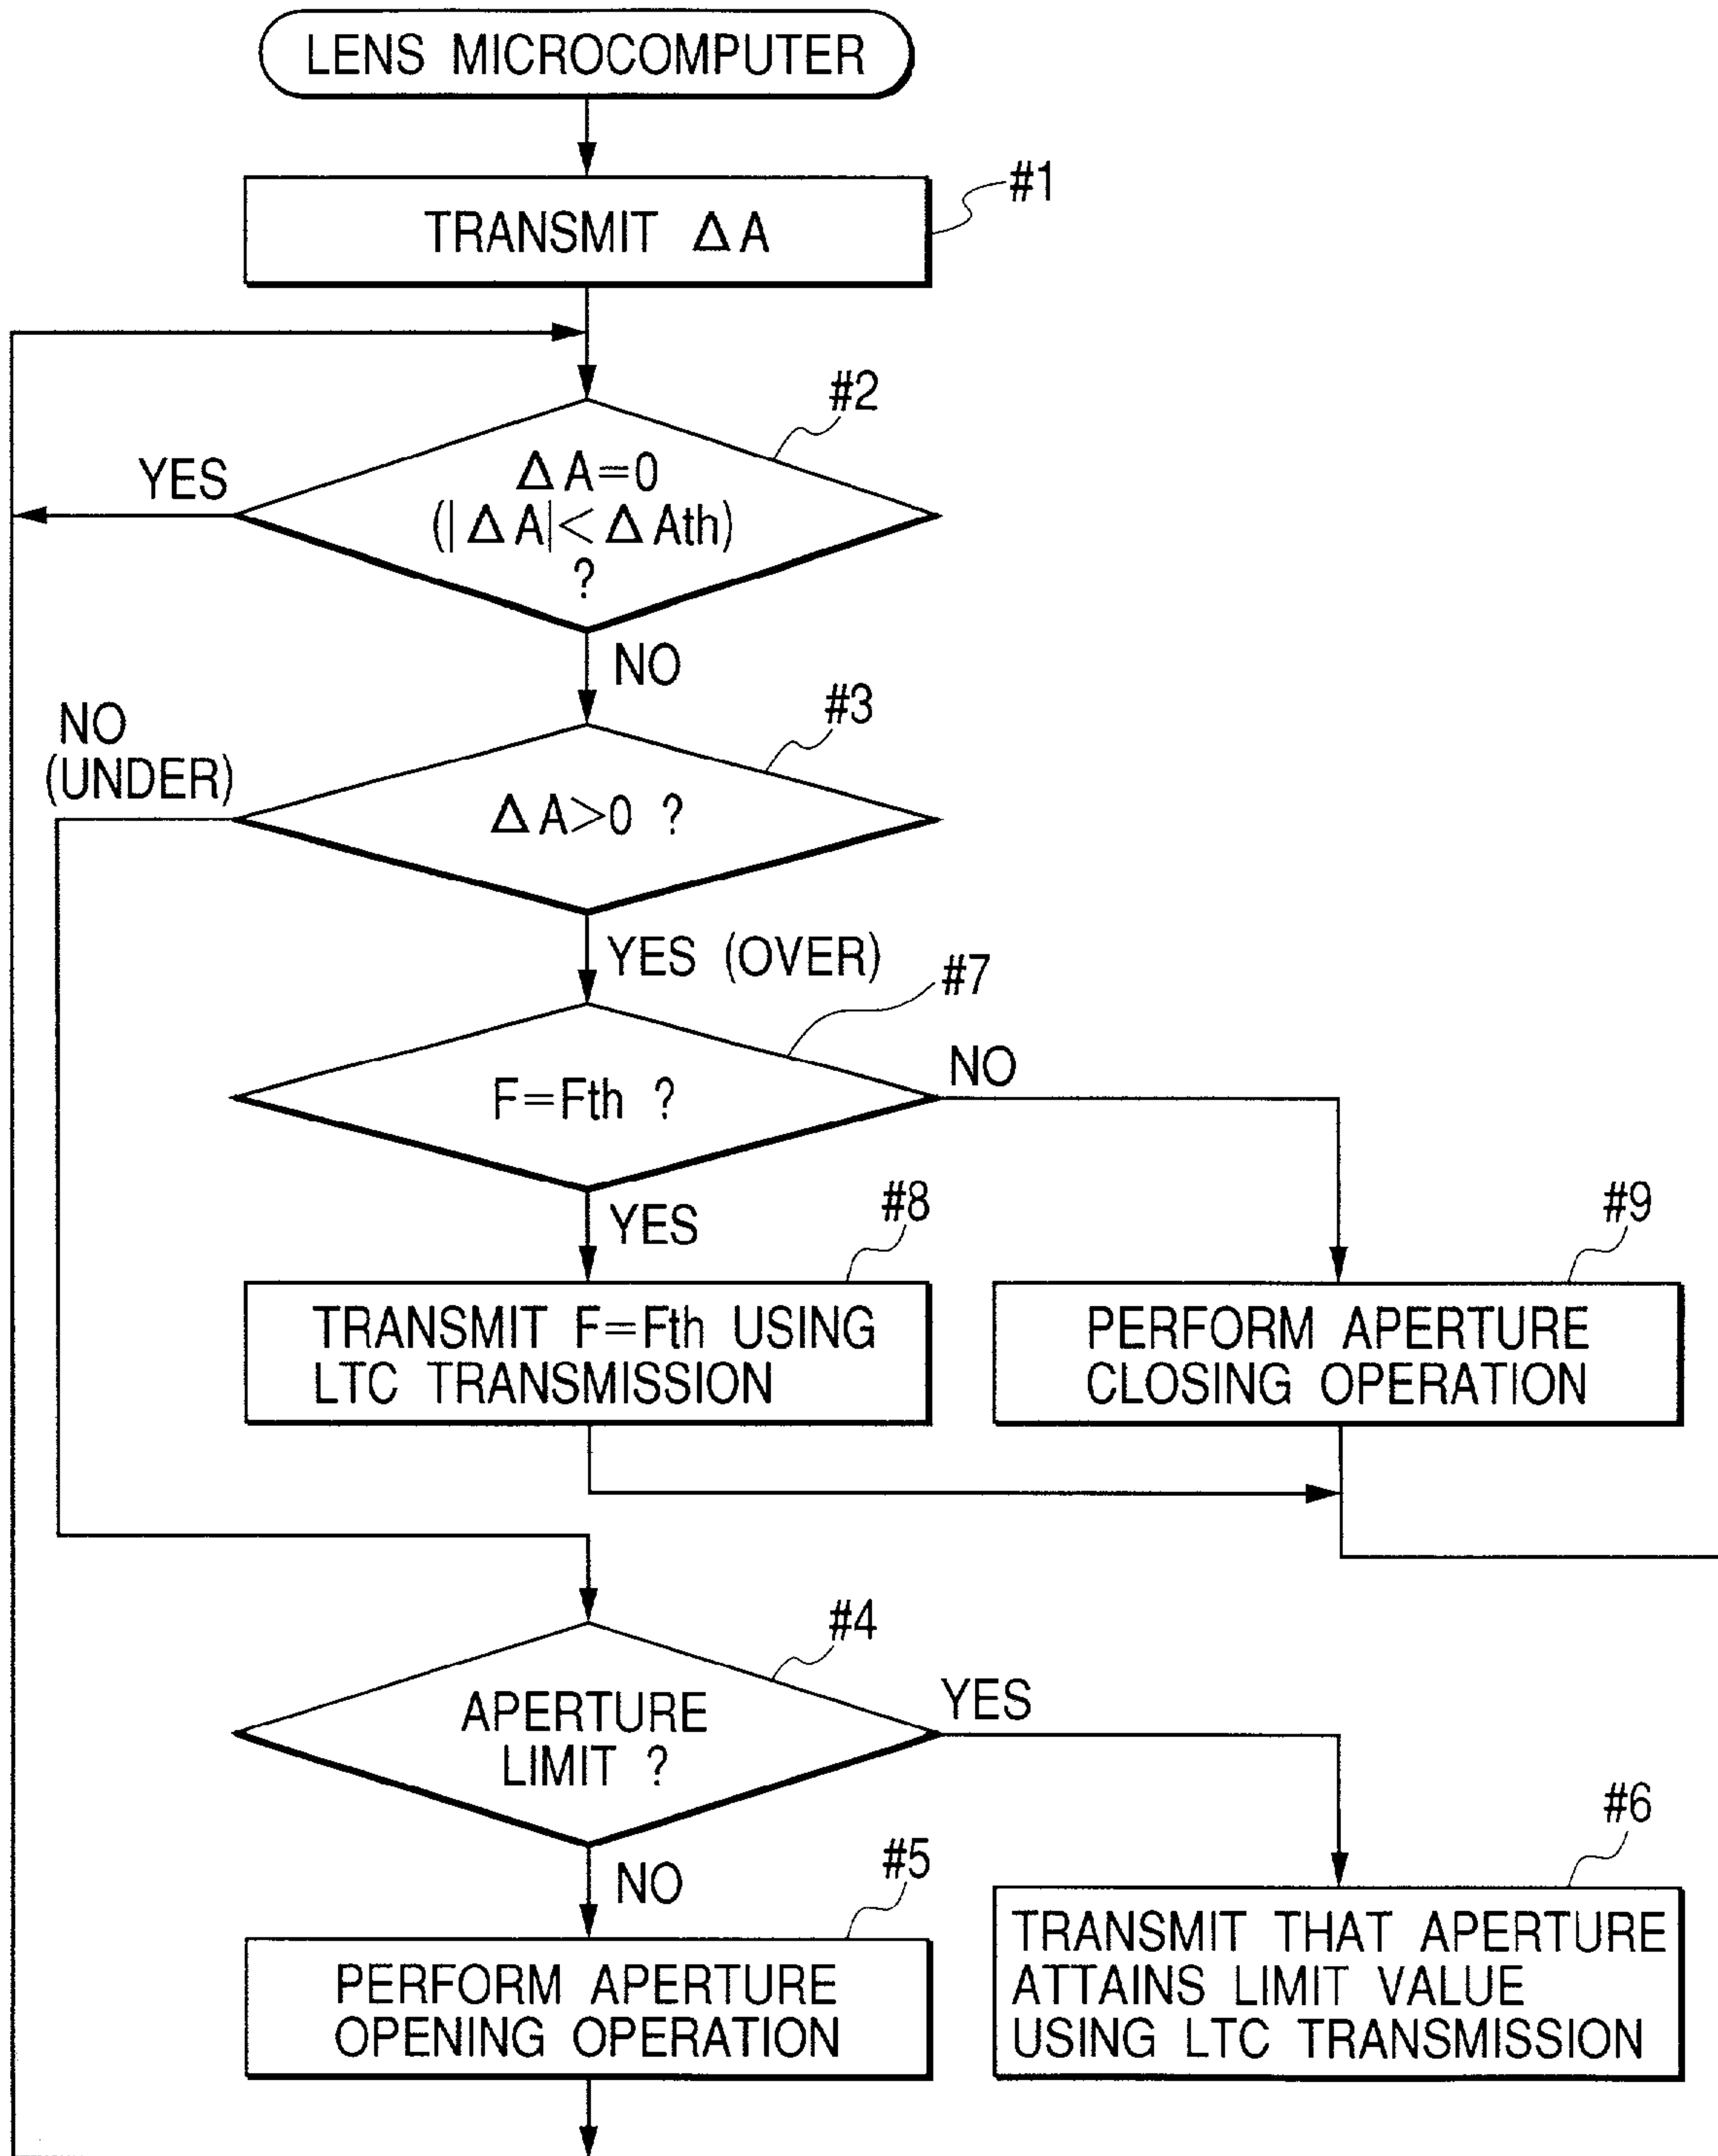 LENS MICROCOMPUTER
#1
TRANSMIT ΔA
#2
YES
ΔA=0
(|ΔA|<ΔAth)
?
NO
#3
NO
(UNDER)
ΔA>0 ?
YES (OVER)
#7
NO
F=Fth ?
YES
#8
#9
TRANSMIT F=Fth USING
LTC TRANSMISSION
PERFORM APERTURE
CLOSING OPERATION
#4
YES
APERTURE
LIMIT ?
#6
NO
#5
PERFORM APERTURE
OPENING OPERATION
TRANSMIT THAT APERTURE
ATTAINS LIMIT VALUE
USING LTC TRANSMISSION